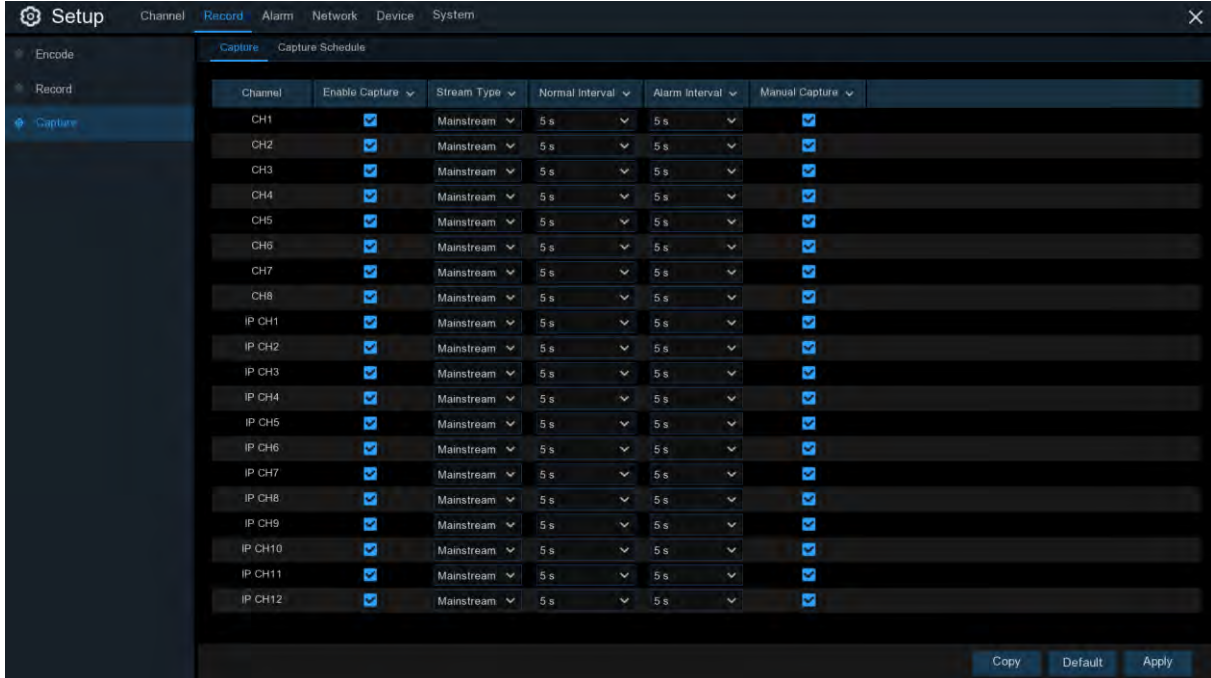 Setup Channel Record Alarm Network Device System
Encode
Record
Capture
Capture Capture Schedule
Channel Enable Capture Stream Type Normal Interval Alarm Interval Manual Capture
CH1 Mainstream 5 s 5 s
CH2 Mainstream 5 s 5 s
CH3 Mainstream 5 s 5 s
CH4 Mainstream 5 s 5 s
CH5 Mainstream 5 s 5 s
CH6 Mainstream 5 s 5 s
CH7 Mainstream 5 s 5 s
CH8 Mainstream 5 s 5 s
IP CH1 Mainstream 5 s 5 s
IP CH2 Mainstream 5 s 5 s
IP CH3 Mainstream 5 s 5 s
IP CH4 Mainstream 5 s 5 s
IP CH5 Mainstream 5 s 5 s
IP CH6 Mainstream 5 s 5 s
IP CH7 Mainstream 5 s 5 s
IP CH8 Mainstream 5 s 5 s
IP CH9 Mainstream 5 s 5 s
IP CH10 Mainstream 5 s 5 s
IP CH11 Mainstream 5 s 5 s
IP CH12 Mainstream 5 s 5 s
Copy Default Apply